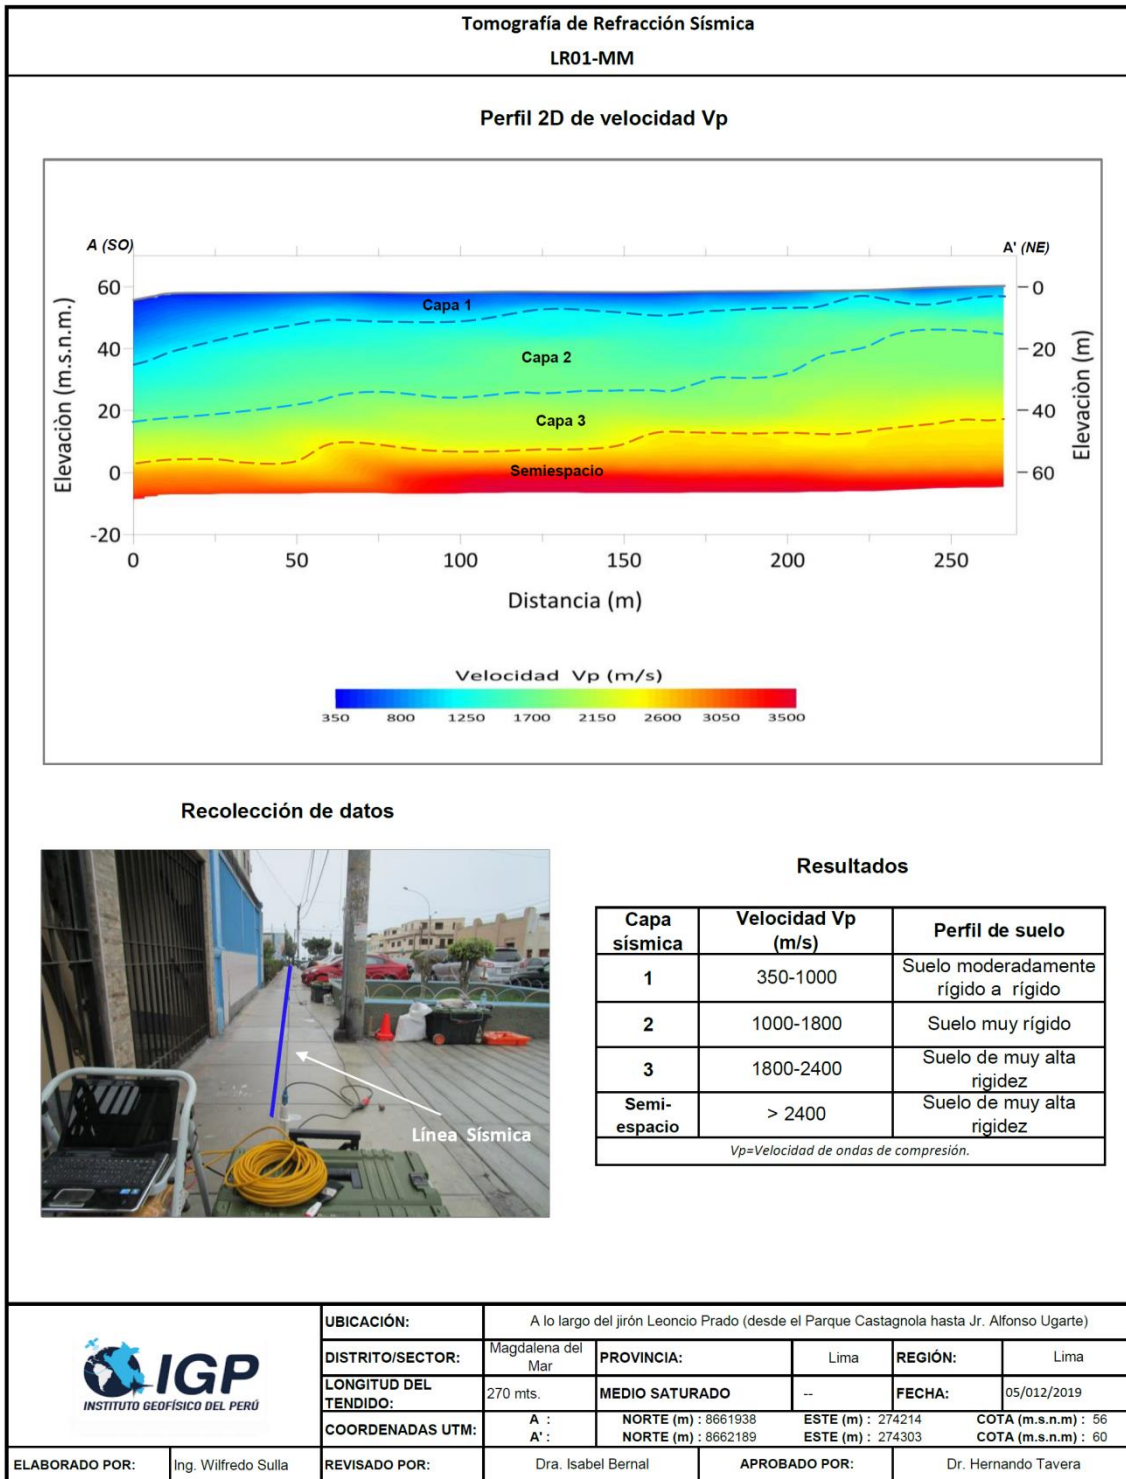 Tomografía de Refracción Sísmica
LR01-MM
Perfil 2D de velocidad Vp
A (SO)
A' (NE)
60
40
20
0
-20
Elevaciòn (m.s.n.m.)
0
20
40
60
Elevaciòn (m)
Capa 1
Capa 2
Capa 3
Semiespacio
0 50 100 150 200 250
Distancia (m)
Velocidad Vp (m/s)
350 800 1250 1700 2150 2600 3050 3500
Recolección de datos
Línea Sísmica
Resultados
Capa sísmica Velocidad Vp (m/s) Perfil de suelo
1 350-1000 Suelo moderadamente rígido a rígido
2 1000-1800 Suelo muy rígido
3 1800-2400 Suelo de muy alta rigidez
Semi-espacio > 2400 Suelo de muy alta rigidez
Vp=Velocidad de ondas de compresión.
IGP
INSTITUTO GEOFÍSICO DEL PERÚ
UBICACIÓN: A lo largo del jirón Leoncio Prado (desde el Parque Castagnola hasta Jr. Alfonso Ugarte)
DISTRITO/SECTOR: Magdalena del Mar PROVINCIA: Lima REGIÓN: Lima
LONGITUD DEL TENDIDO: 270 mts. MEDIO SATURADO -- FECHA: 05/012/2019
COORDENADAS UTM: A : NORTE (m) : 8661938 ESTE (m) : 274214 COTA (m.s.n.m) : 56
A' : NORTE (m) : 8662189 ESTE (m) : 274303 COTA (m.s.n.m) : 60
ELABORADO POR: Ing. Wilfredo Sulla REVISADO POR: Dra. Isabel Bernal APROBADO POR: Dr. Hernando Tavera